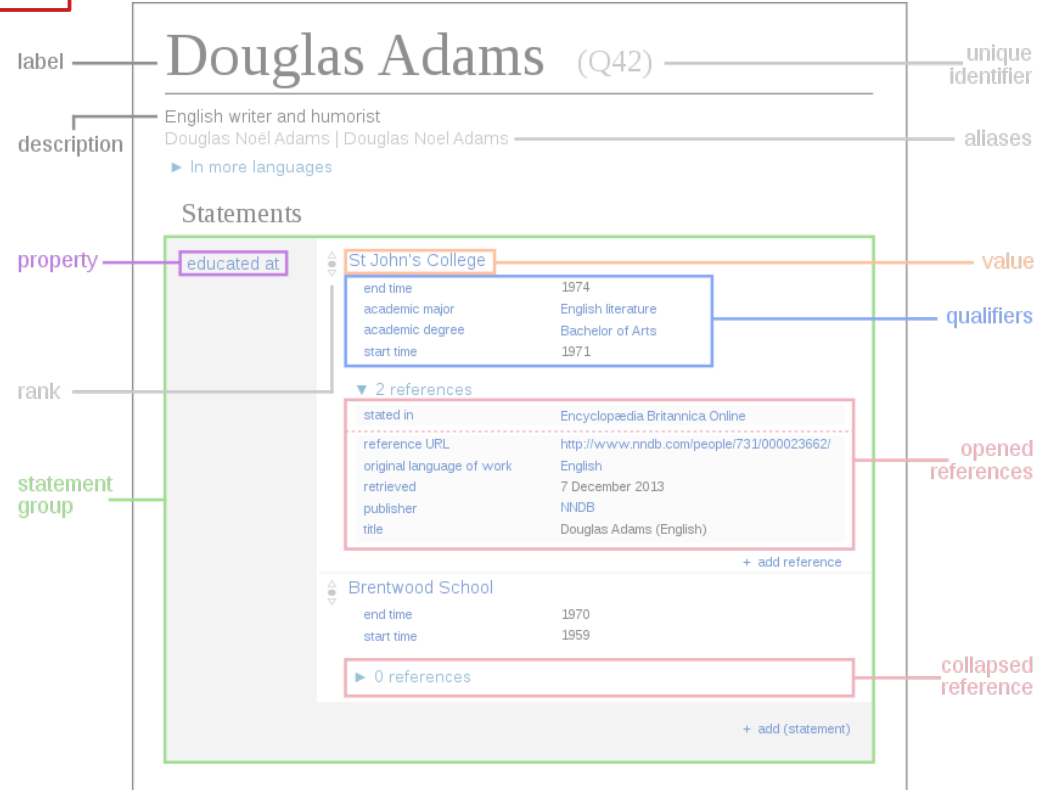 label
Douglas Adams (Q42)
unique
identifier
description
English writer and humorist
Douglas Noël Adams | Douglas Noel Adams
aliases
► In more languages
Statements
property
educated at
St John's College
value
end time 1974
academic major English literature
academic degree Bachelor of Arts
start time 1971
qualifiers
rank
▼ 2 references
stated in Encyclopædia Britannica Online
reference URL http://www.nndb.com/people/731/000023662/
original language of work English
retrieved 7 December 2013
publisher NNDB
title Douglas Adams (English)
opened
references
statement
group
+ add reference
Brentwood School
end time 1970
start time 1959
► 0 references
collapsed
reference
+ add (statement)